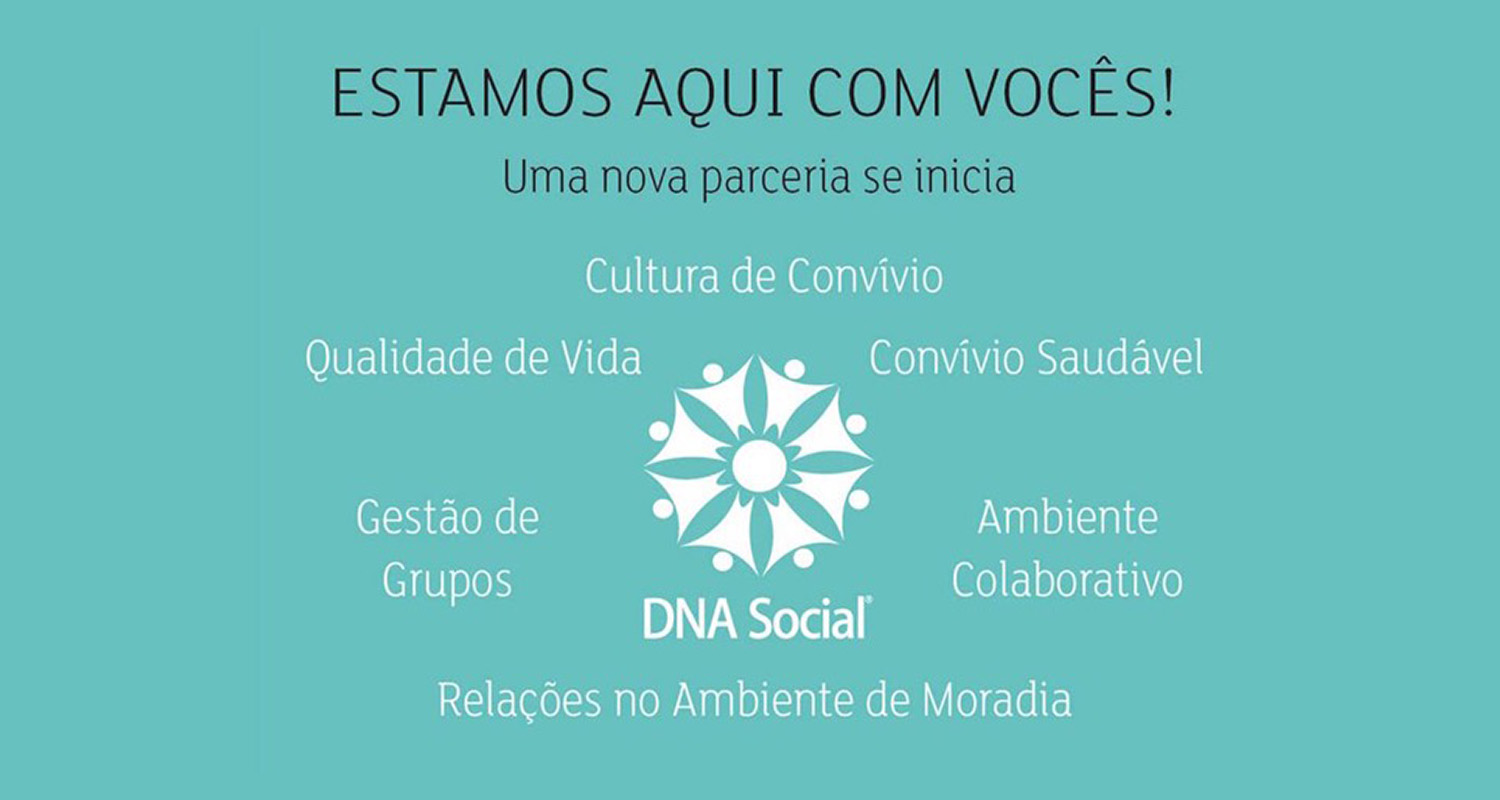 ESTAMOS AQUI COM VOCÊS!
Uma nova parceria se inicia
Cultura de Convívio
Qualidade de Vida
Convívio Saudável
Gestão de
Grupos
Ambiente
Colaborativo
DNA Social®
Relações no Ambiente de Moradia